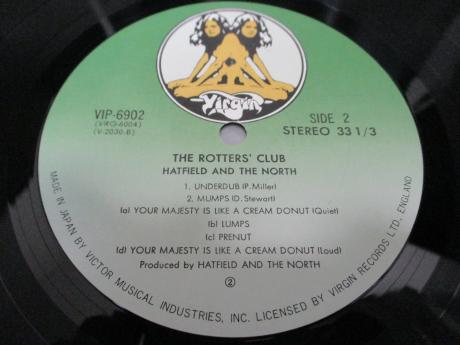 Virgin
VIP-6902
(VRG-6004)
(V-2030-B)
SIDE 2
STEREO 33 1/3
THE ROTTERS' CLUB
HATFIELD AND THE NORTH
1. UNDERDUB (P. Miller)
2. MUMPS (D. Stewart)
(a) YOUR MAJESTY IS LIKE A CREAM DONUT (Quiet)
(b) LUMPS
(c) PRENUT
(d) YOUR MAJESTY IS LIKE A CREAM DONUT (Loud)
Produced by HATFIELD AND THE NORTH
②
MADE IN JAPAN BY VICTOR MUSICAL INDUSTRIES, INC. LICENSED BY VIRGIN RECORDS LTD. ENGLAND